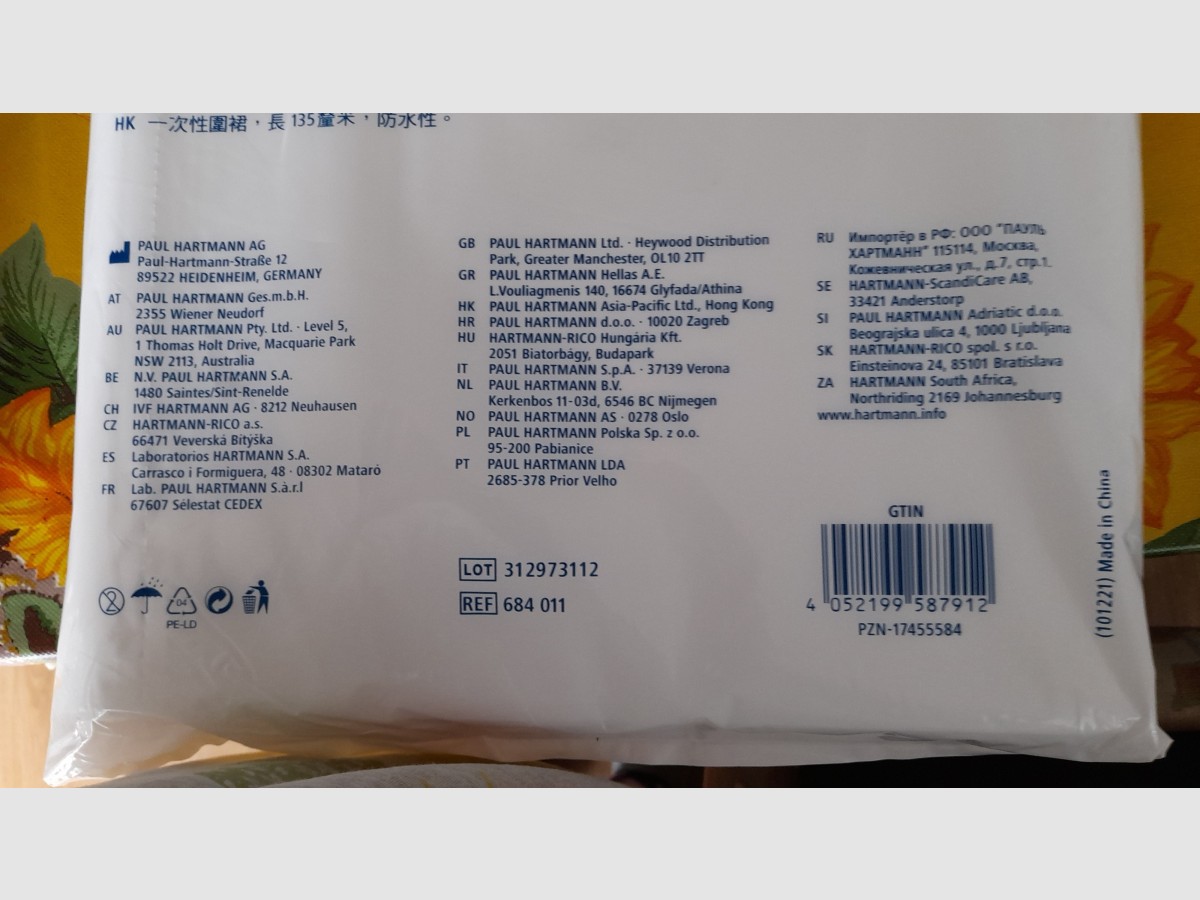 HK 一次性圍裙，長 135 釐米，防水性。
PAUL HARTMANN AG
Paul-Hartmann-Straße 12
89522 HEIDENHEIM, GERMANY
AT PAUL HARTMANN Ges.m.b.H.
2355 Wiener Neudorf
AU PAUL HARTMANN Pty. Ltd. · Level 5,
1 Thomas Holt Drive, Macquarie Park
NSW 2113, Australia
BE N.V. PAUL HARTMANN S.A.
1480 Saintes/Sint-Renelde
CH IVF HARTMANN AG · 8212 Neuhausen
CZ HARTMANN-RICO a.s.
66471 Veverská Bítýška
ES Laboratorios HARTMANN S.A.
Carrasco i Formiguera, 48 · 08302 Mataró
FR Lab. PAUL HARTMANN S.à.r.l
67607 Sélestat CEDEX
GB PAUL HARTMANN Ltd. · Heywood Distribution
Park, Greater Manchester, OL10 2TT
GR PAUL HARTMANN Hellas A.E.
L.Vouliagmenis 140, 16674 Glyfada/Athina
HK PAUL HARTMANN Asia-Pacific Ltd., Hong Kong
HR PAUL HARTMANN d.o.o. · 10020 Zagreb
HU HARTMANN-RICO Hungária Kft.
2051 Biatorbágy, Budapark
IT PAUL HARTMANN S.p.A. · 37139 Verona
NL PAUL HARTMANN B.V.
Kerkenbos 11-03d, 6546 BC Nijmegen
NO PAUL HARTMANN AS · 0278 Oslo
PL PAUL HARTMANN Polska Sp. z o.o.
95-200 Pabianice
PT PAUL HARTMANN LDA
2685-378 Prior Velho
RU Импортёр в РФ: ООО "ПАУЛЬ
ХАРТМАНН" 115114, Москва,
Кожевническая ул., д.7, стр.1.
SE HARTMANN-ScandiCare AB,
33421 Anderstorp
SI PAUL HARTMANN Adriatic d.o.o.
Beograjska ulica 4, 1000 Ljubljana
SK HARTMANN-RICO spol. s r.o.
Einsteinova 24, 85101 Bratislava
ZA HARTMANN South Africa,
Northriding 2169 Johannesburg
www.hartmann.info
2
04
PE-LD
LOT 312973112
REF 684 011
GTIN
4 052199 587912
PZN-17455584
(101221) Made in China